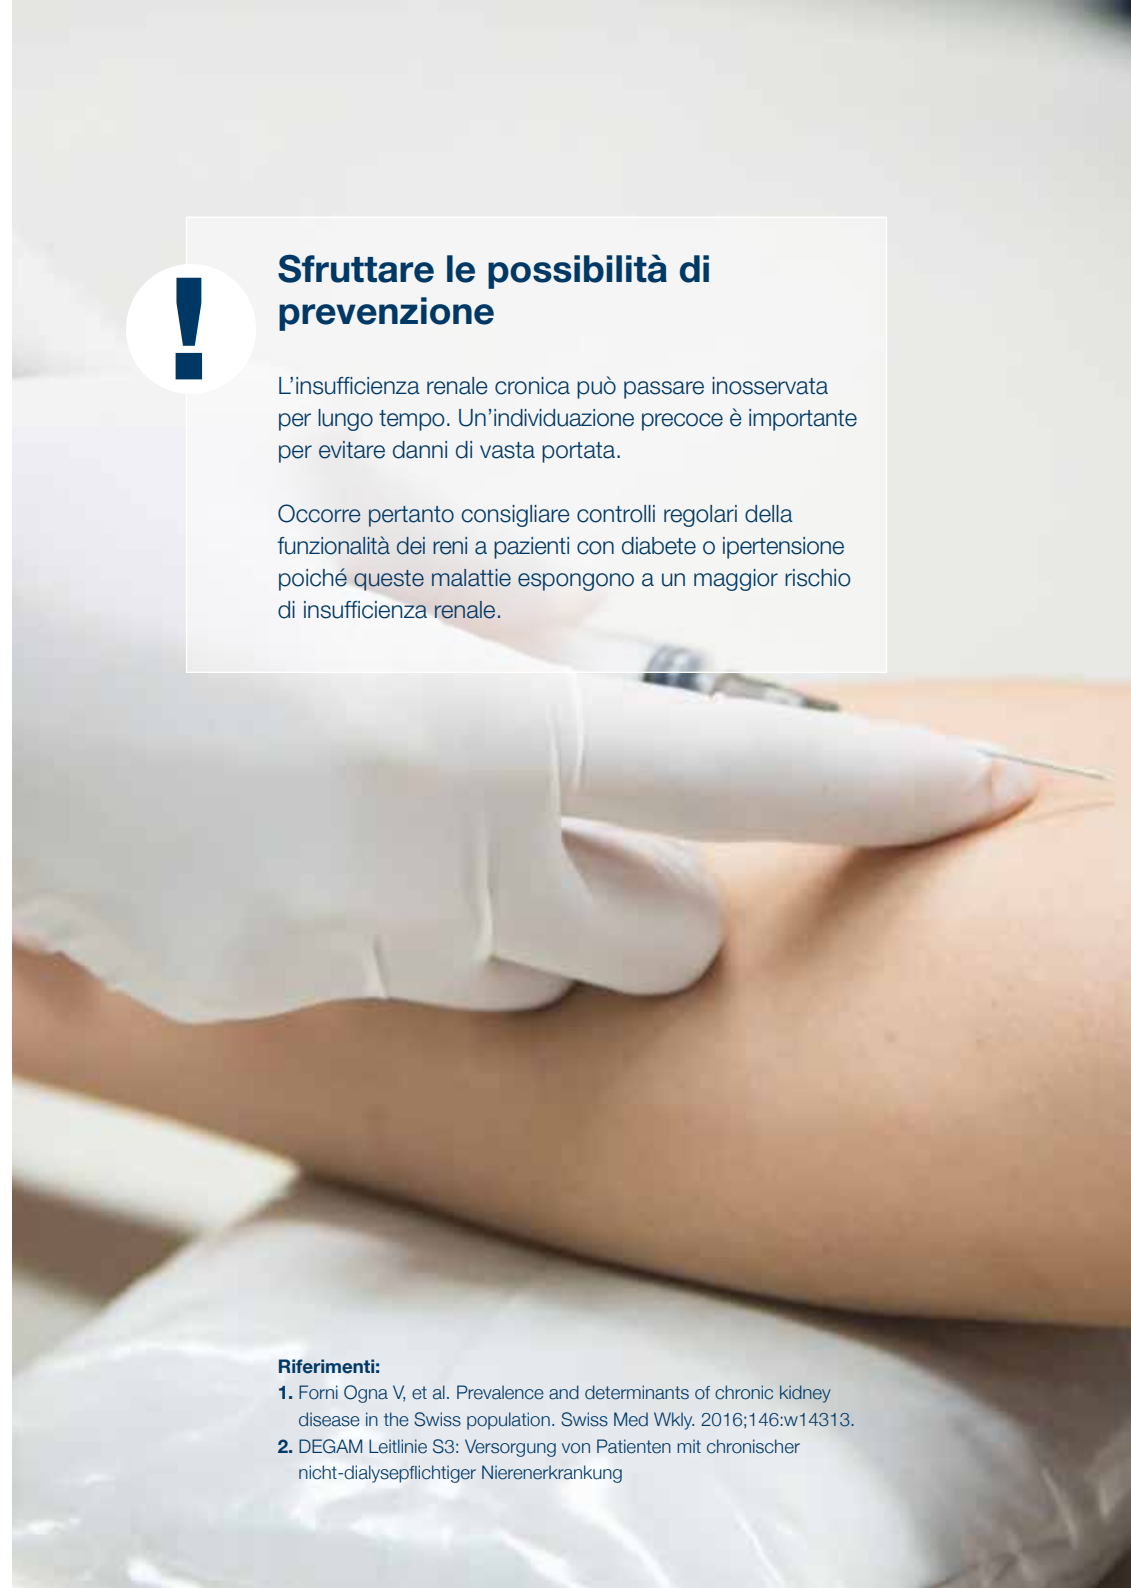 !
Sfruttare le possibilità di
prevenzione
L’insufficienza renale cronica può passare inosservata
per lungo tempo. Un’individuazione precoce è importante
per evitare danni di vasta portata.
Occorre pertanto consigliare controlli regolari della
funzionalità dei reni a pazienti con diabete o ipertensione
poiché queste malattie espongono a un maggior rischio
di insufficienza renale.
Riferimenti:
1. Forni Ogna V, et al. Prevalence and determinants of chronic kidney
disease in the Swiss population. Swiss Med Wkly. 2016;146:w14313.
2. DEGAM Leitlinie S3: Versorgung von Patienten mit chronischer
nicht-dialysepflichtiger Nierenerkrankung